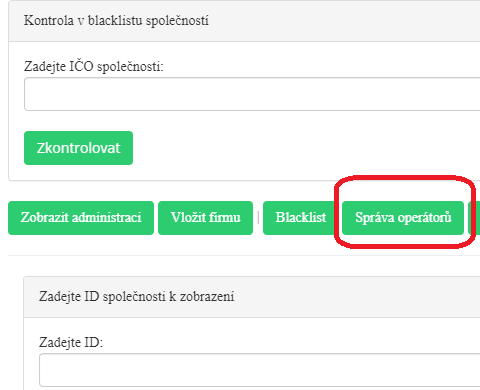 Kontrola v blacklistu společností
Zadejte IČO společnosti:
Zkontrolovat
Zobrazit administraci Vložit firmu | Blacklist Správa operátorů
Zadejte ID společnosti k zobrazení
Zadejte ID: